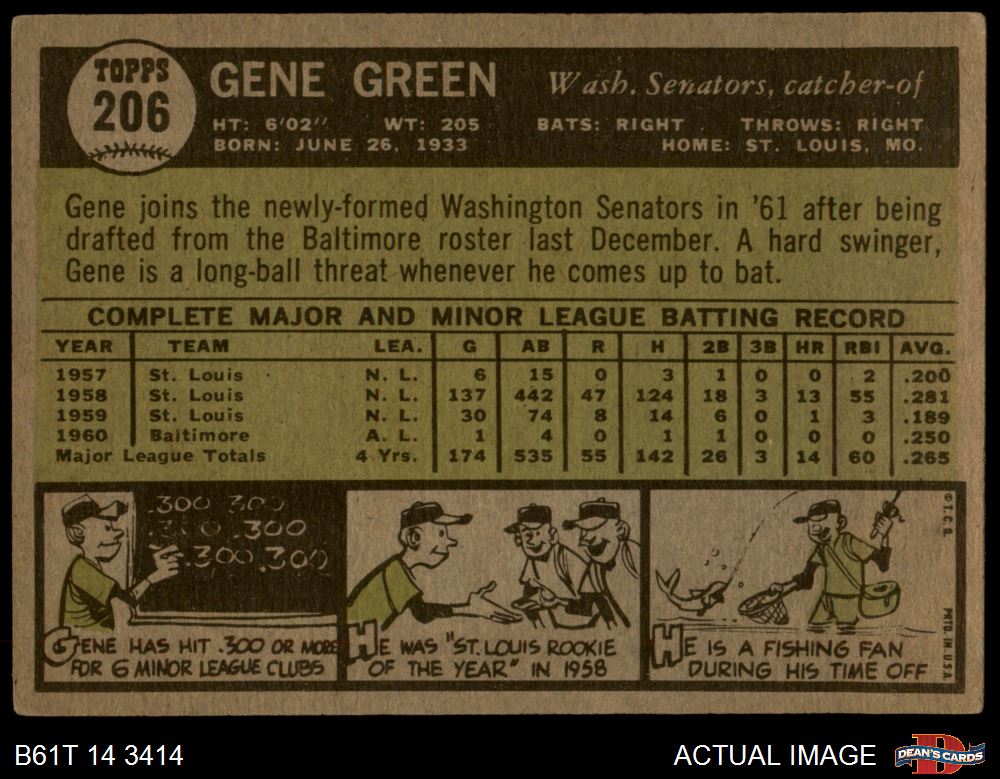 TOPPS
206
GENE GREEN
Wash. Senators, catcher-of
HT: 6'02" WT: 205 BATS: RIGHT THROWS: RIGHT
BORN: JUNE 26, 1933 HOME: ST. LOUIS, MO.
Gene joins the newly-formed Washington Senators in '61 after being
drafted from the Baltimore roster last December. A hard swinger,
Gene is a long-ball threat whenever he comes up to bat.
COMPLETE MAJOR AND MINOR LEAGUE BATTING RECORD
YEAR TEAM LEA. G AB R H 2B 3B HR RBI AVG.
1957 St. Louis N. L. 6 15 0 3 1 0 0 2 .200
1958 St. Louis N. L. 137 442 47 124 18 3 13 55 .281
1959 St. Louis N. L. 30 74 8 14 6 0 1 3 .189
1960 Baltimore A. L. 1 4 0 1 1 0 0 0 .250
Major League Totals 4 Yrs. 174 535 55 142 26 3 14 60 .265
.300 .300
.300 .300
.300 .300
GENE HAS HIT .300 OR MORE
FOR 6 MINOR LEAGUE CLUBS
HE WAS "ST. LOUIS ROOKIE
OF THE YEAR" IN 1958
HE IS A FISHING FAN
DURING HIS TIME OFF
© T.C.G.
PRTD. IN U.S.A.
B61T 14 3414
ACTUAL IMAGE
DEAN'S CARDS